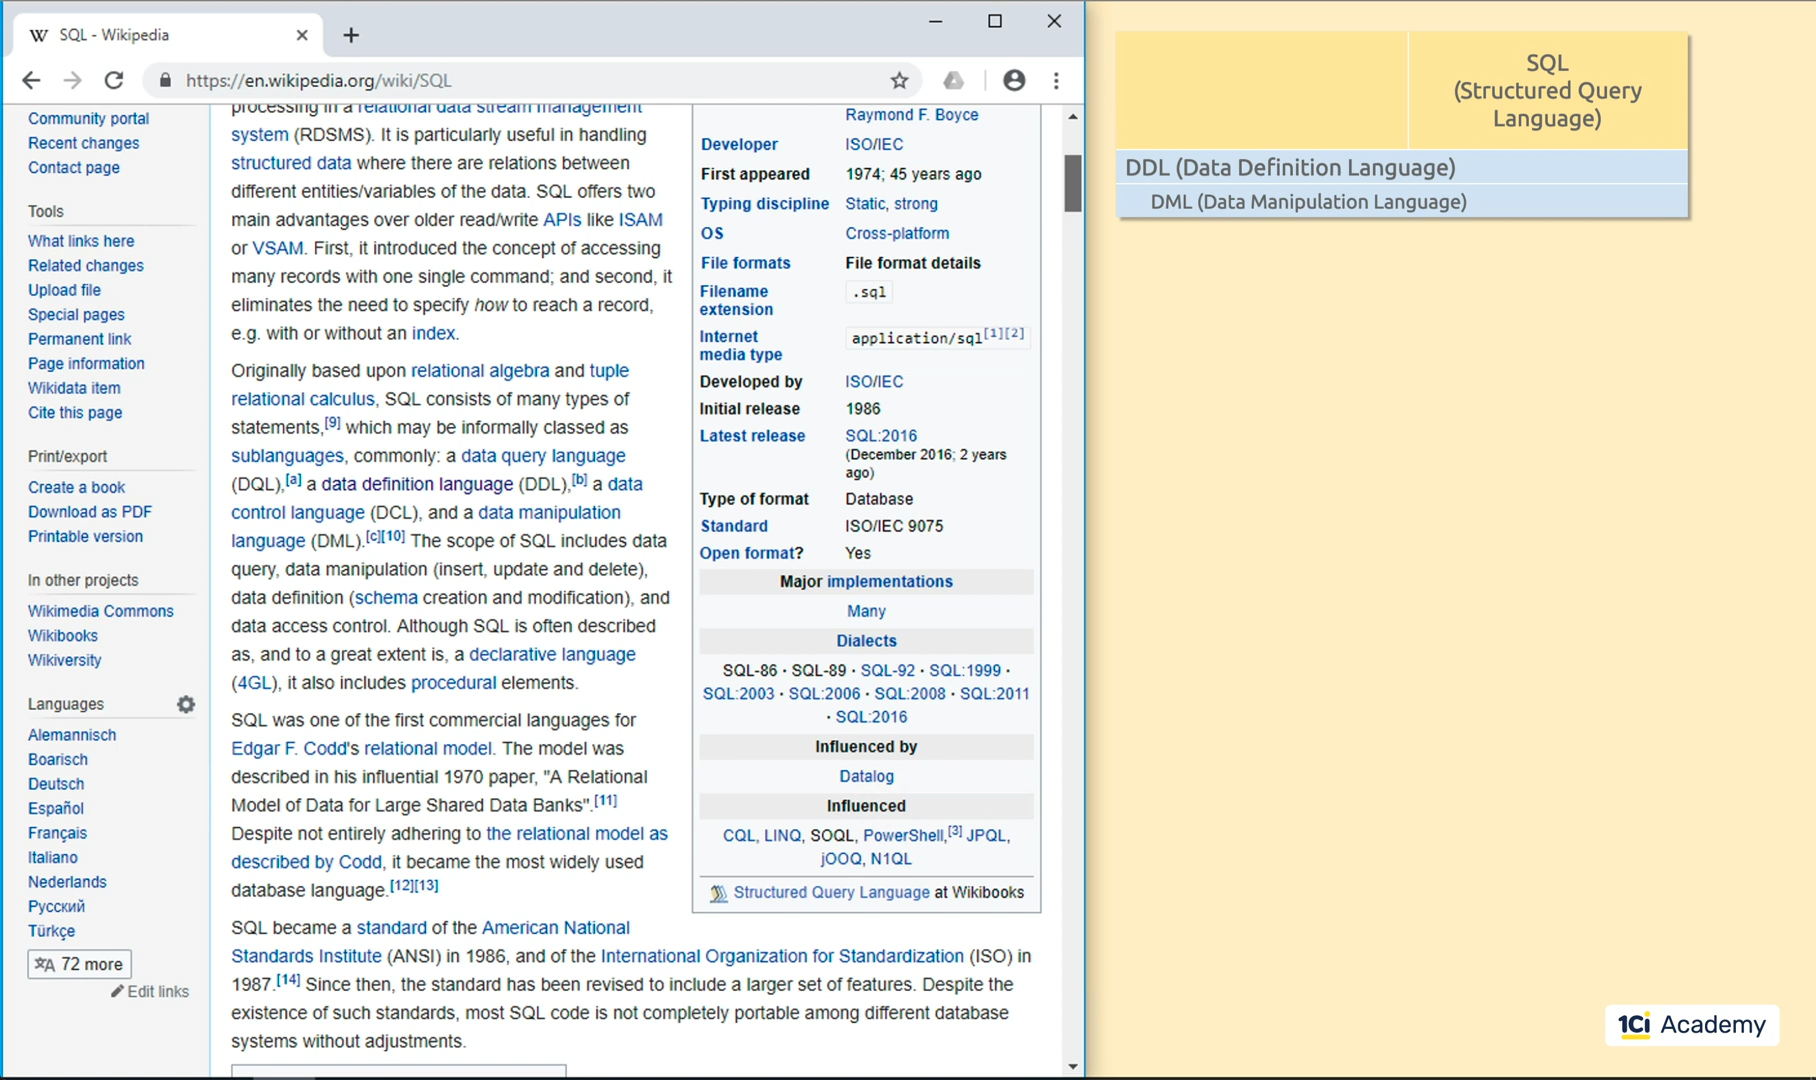 SQL - Wikipedia
https://en.wikipedia.org/wiki/SQL
Community portal
Recent changes
Contact page
Tools
What links here
Related changes
Upload file
Special pages
Permanent link
Page information
Wikidata item
Cite this page
Print/export
Create a book
Download as PDF
Printable version
In other projects
Wikimedia Commons
Wikibooks
Wikiversity
Languages
Alemannisch
Boarisch
Deutsch
Español
Français
Italiano
Nederlands
Русский
Türkçe
72 more
Edit links
processing in a relational data stream management
system (RDSMS). It is particularly useful in handling
structured data where there are relations between
different entities/variables of the data. SQL offers two
main advantages over older read/write APIs like ISAM
or VSAM. First, it introduced the concept of accessing
many records with one single command; and second, it
eliminates the need to specify how to reach a record,
e.g. with or without an index.
Originally based upon relational algebra and tuple
relational calculus, SQL consists of many types of
statements,[9] which may be informally classed as
sublanguages, commonly: a data query language
(DQL),[a] a data definition language (DDL),[b] a data
control language (DCL), and a data manipulation
language (DML).[c][10] The scope of SQL includes data
query, data manipulation (insert, update and delete),
data definition (schema creation and modification), and
data access control. Although SQL is often described
as, and to a great extent is, a declarative language
(4GL), it also includes procedural elements.
SQL was one of the first commercial languages for
Edgar F. Codd's relational model. The model was
described in his influential 1970 paper, "A Relational
Model of Data for Large Shared Data Banks".[11]
Despite not entirely adhering to the relational model as
described by Codd, it became the most widely used
database language.[12][13]
SQL became a standard of the American National
Standards Institute (ANSI) in 1986, and of the International Organization for Standardization (ISO) in
1987.[14] Since then, the standard has been revised to include a larger set of features. Despite the
existence of such standards, most SQL code is not completely portable among different database
systems without adjustments.
Raymond F. Boyce
Developer ISO/IEC
First appeared 1974; 45 years ago
Typing discipline Static, strong
OS Cross-platform
File formats File format details
Filename
extension .sql
Internet
media type application/sql[1][2]
Developed by ISO/IEC
Initial release 1986
Latest release SQL:2016
(December 2016; 2 years
ago)
Type of format Database
Standard ISO/IEC 9075
Open format? Yes
Major implementations
Many
Dialects
SQL-86 · SQL-89 · SQL-92 · SQL:1999 ·
SQL:2003 · SQL:2006 · SQL:2008 · SQL:2011
· SQL:2016
Influenced by
Datalog
Influenced
CQL, LINQ, SOQL, PowerShell,[3] JPQL,
jOOQ, N1QL
Structured Query Language at Wikibooks
SQL
(Structured Query
Language)
DDL (Data Definition Language)
DML (Data Manipulation Language)
1Ci Academy